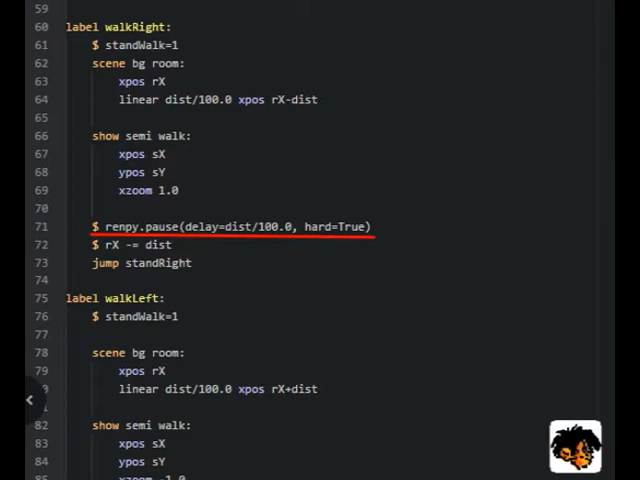 59
60 label walkRight:
61 $ standWalk=1
62 scene bg room:
63 xpos rX
64 linear dist/100.0 xpos rX-dist
65
66 show semi walk:
67 xpos sX
68 ypos sY
69 xzoom 1.0
70
71 $ renpy.pause(delay=dist/100.0, hard=True)
72 $ rX -= dist
73 jump standRight
74
75 label walkLeft:
76 $ standWalk=1
77
78 scene bg room:
79 xpos rX
linear dist/100.0 xpos rX+dist
82 show semi walk:
83 xpos sX
84 ypos sY
85 xzoom -1.0